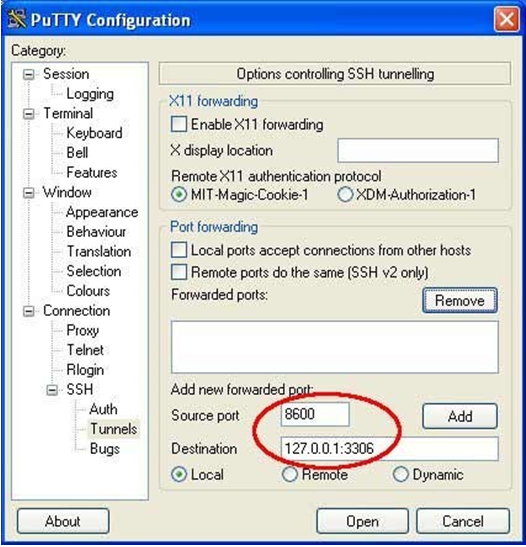 PuTTY Configuration
Category:
Session
Logging
Terminal
Keyboard
Bell
Features
Window
Appearance
Behaviour
Translation
Selection
Colours
Connection
Proxy
Telnet
Rlogin
SSH
Auth
Tunnels
Bugs
Options controlling SSH tunnelling
X11 forwarding
Enable X11 forwarding
X display location
Remote X11 authentication protocol
MIT-Magic-Cookie-1 XDM-Authorization-1
Port forwarding
Local ports accept connections from other hosts
Remote ports do the same (SSH v2 only)
Forwarded ports: Remove
Add new forwarded port:
Source port 8600 Add
Destination 127.0.0.1:3306
Local Remote Dynamic
About Open Cancel